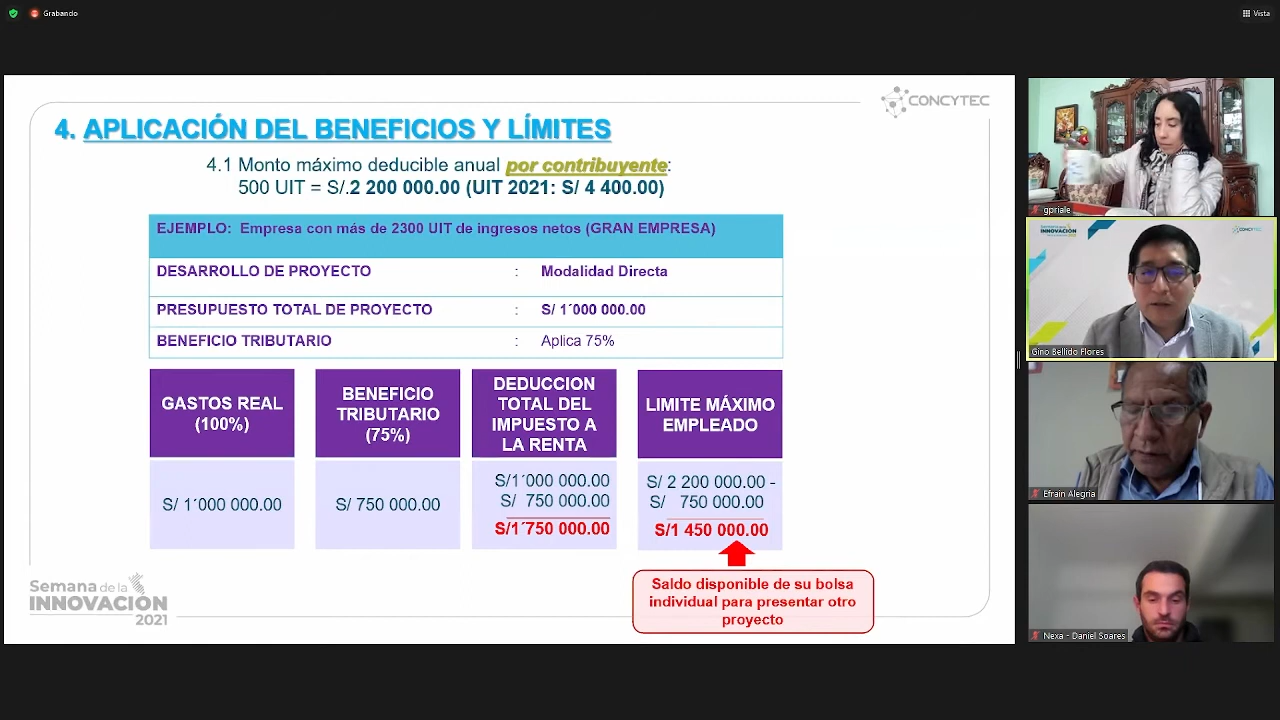 Grabando
Vista
CONCYTEC
4. APLICACIÓN DEL BENEFICIOS Y LÍMITES
4.1 Monto máximo deducible anual por contribuyente:
500 UIT = S/.2 200 000.00 (UIT 2021: S/ 4 400.00)
EJEMPLO: Empresa con más de 2300 UIT de ingresos netos (GRAN EMPRESA)
DESARROLLO DE PROYECTO : Modalidad Directa
PRESUPUESTO TOTAL DE PROYECTO : S/ 1´000 000.00
BENEFICIO TRIBUTARIO : Aplica 75%
GASTOS REAL
(100%)
S/ 1´000 000.00
BENEFICIO
TRIBUTARIO
(75%)
S/ 750 000.00
DEDUCCION
TOTAL DEL
IMPUESTO A
LA RENTA
S/1´000 000.00
S/ 750 000.00
S/1´750 000.00
LIMITE MÁXIMO
EMPLEADO
S/ 2 200 000.00 -
S/ 750 000.00
S/1 450 000.00
Saldo disponible de su bolsa
individual para presentar otro
proyecto
Semana de la
INNOVACIÓN
2021
gpriale
INNOVACIÓN
CONCYTEC
Gino Bellido Flores
Efrain Alegria
Nexa - Daniel Soares